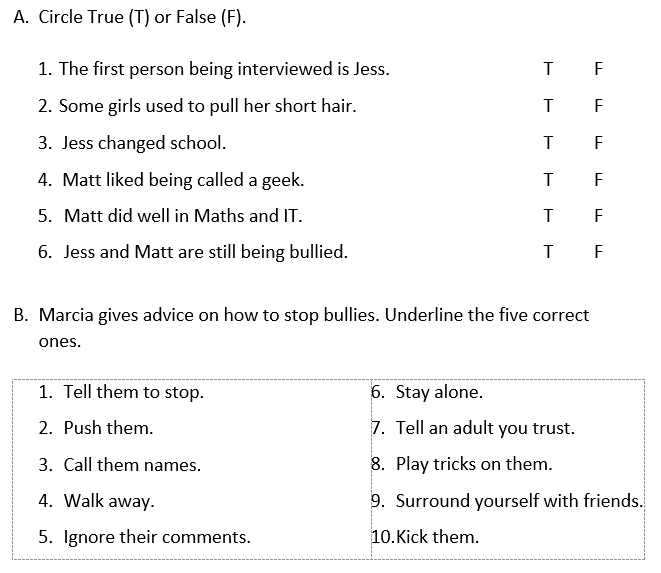 A. Circle True (T) or False (F).
1. The first person being interviewed is Jess. T F
2. Some girls used to pull her short hair. T F
3. Jess changed school. T F
4. Matt liked being called a geek. T F
5. Matt did well in Maths and IT. T F
6. Jess and Matt are still being bullied. T F
B. Marcia gives advice on how to stop bullies. Underline the five correct
ones.
1. Tell them to stop.
2. Push them.
3. Call them names.
4. Walk away.
5. Ignore their comments.
6. Stay alone.
7. Tell an adult you trust.
8. Play tricks on them.
9. Surround yourself with friends.
10.Kick them.